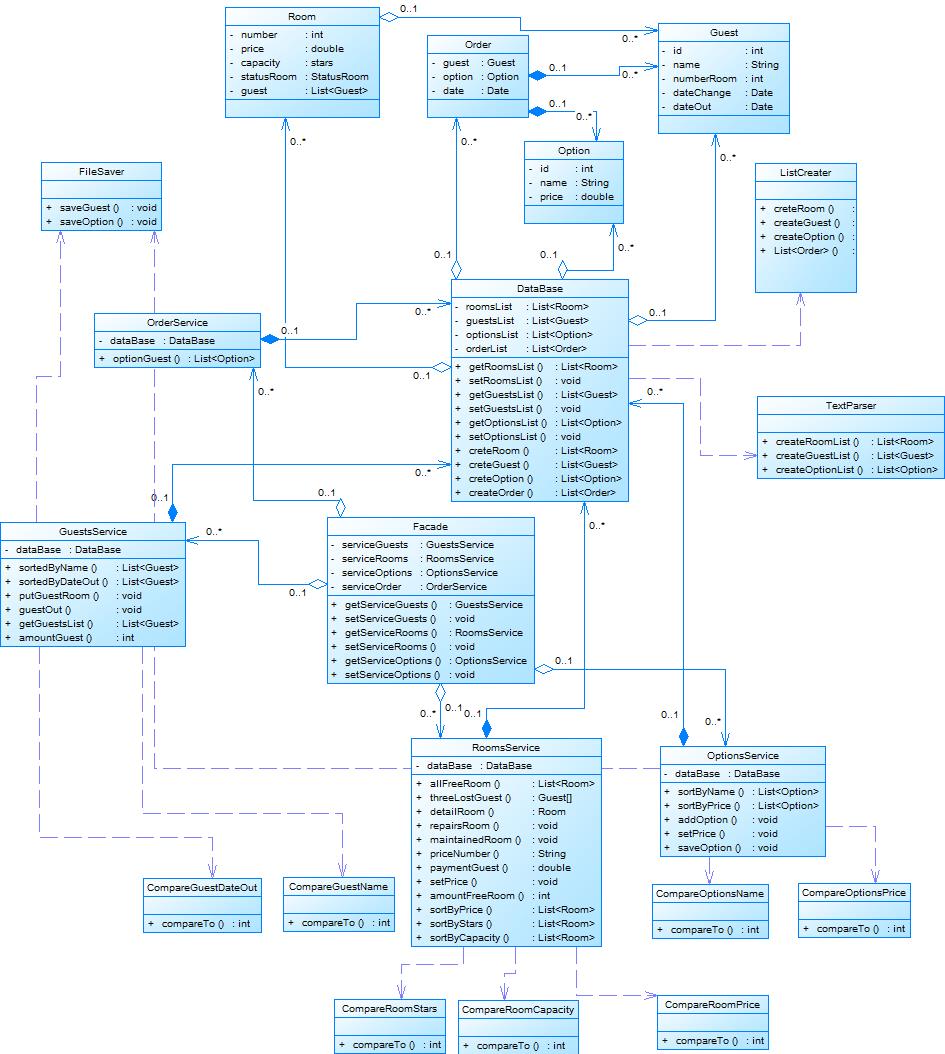 Room
- number : int
- price : double
- capacity : stars
- statusRoom : StatusRoom
- guest : List<Guest>
0..1
0..*
Order
- guest : Guest
- option : Option
- date : Date
0..1
0..*
0..1
0..*
Guest
- id : int
- name : String
- numberRoom : int
- dateChange : Date
- dateOut : Date
0..*
0..*
0..*
Option
- id : int
- name : String
- price : double
0..*
FileSaver
+ saveGuest () : void
+ saveOption () : void
ListCreater
+ creteRoom () :
+ createGuest () :
+ createOption () :
+ List<Order> () :
0..1
0..1
DataBase
- roomsList : List<Room>
- guestsList : List<Guest>
- optionsList : List<Option>
- orderList : List<Order>
+ getRoomsList () : List<Room>
+ setRoomsList () : void
+ getGuestsList () : List<Guest>
+ setGuestsList () : void
+ getOptionsList () : List<Option>
+ setOptionsList () : void
+ creteRoom () : List<Room>
+ creteGuest () : List<Guest>
+ creteOption () : List<Option>
+ createOrder () : List<Order>
0..1
0..*
0..1
0..*
0..*
OrderService
- dataBase : DataBase
+ optionGuest () : List<Option>
0..1
0..*
TextParser
+ createRoomList () : List<Room>
+ createGuestList () : List<Guest>
+ createOptionList () : List<Option>
0..1
0..1
0..*
GuestsService
- dataBase : DataBase
+ sortedByName () : List<Guest>
+ sortedByDateOut () : List<Guest>
+ putGuestRoom () : void
+ guestOut () : void
+ getGuestsList () : List<Guest>
+ amountGuest () : int
0..*
0..1
Facade
- serviceGuests : GuestsService
- serviceRooms : RoomsService
- serviceOptions : OptionsService
- serviceOrder : OrderService
+ getServiceGuests () : GuestsService
+ setServiceGuests () : void
+ getServiceRooms () : RoomsService
+ setServiceRooms () : void
+ getServiceOptions () : OptionsService
+ setServiceOptions () : void
0..1
0..*
0..1
0..1
0..1
0..*
RoomsService
- dataBase : DataBase
+ allFreeRoom () : List<Room>
+ threeLostGuest () : Guest[]
+ detailRoom () : Room
+ repairsRoom () : void
+ maintainedRoom () : void
+ priceNumber () : String
+ paymentGuest () : double
+ setPrice () : void
+ amountFreeRoom () : int
+ sortByPrice () : List<Room>
+ sortByStars () : List<Room>
+ sortByCapacity () : List<Room>
OptionsService
- dataBase : DataBase
+ sortByName () : List<Option>
+ sortByPrice () : List<Option>
+ addOption () : void
+ setPrice () : void
+ saveOption () : void
CompareGuestDateOut
+ compareTo () : int
CompareGuestName
+ compareTo () : int
CompareOptionsName
+ compareTo () : int
CompareOptionsPrice
+ compareTo () : int
CompareRoomStars
+ compareTo () : int
CompareRoomCapacity
+ compareTo () : int
CompareRoomPrice
+ compareTo () : int